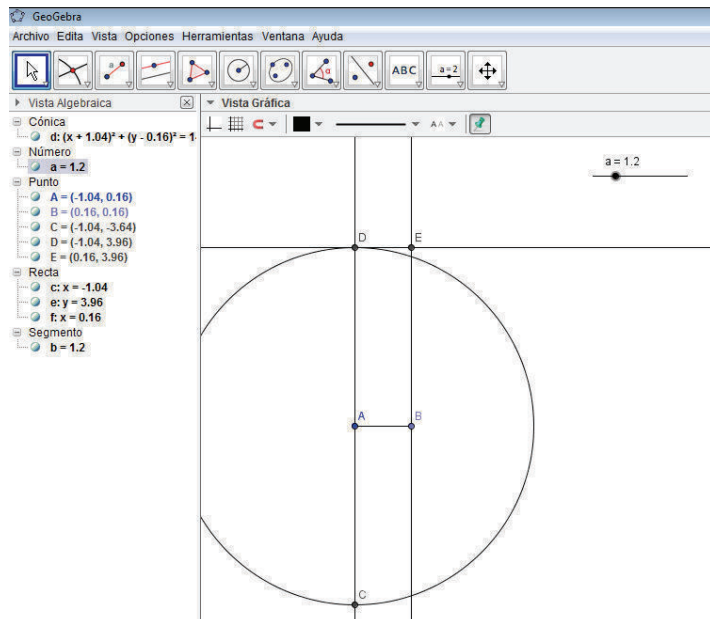 GeoGebra
Archivo Edita Vista Opciones Herramientas Ventana Ayuda
a α ABC a=2
Vista Algebraica
Vista Gráfica
Cónica
d: (x + 1.04)² + (y - 0.16)² = 1
Número
a = 1.2
Punto
A = (-1.04, 0.16)
B = (0.16, 0.16)
C = (-1.04, -3.64)
D = (-1.04, 3.96)
E = (0.16, 3.96)
Recta
c: x = -1.04
e: y = 3.96
f: x = 0.16
Segmento
b = 1.2
AA
a = 1.2
D E
A B
C